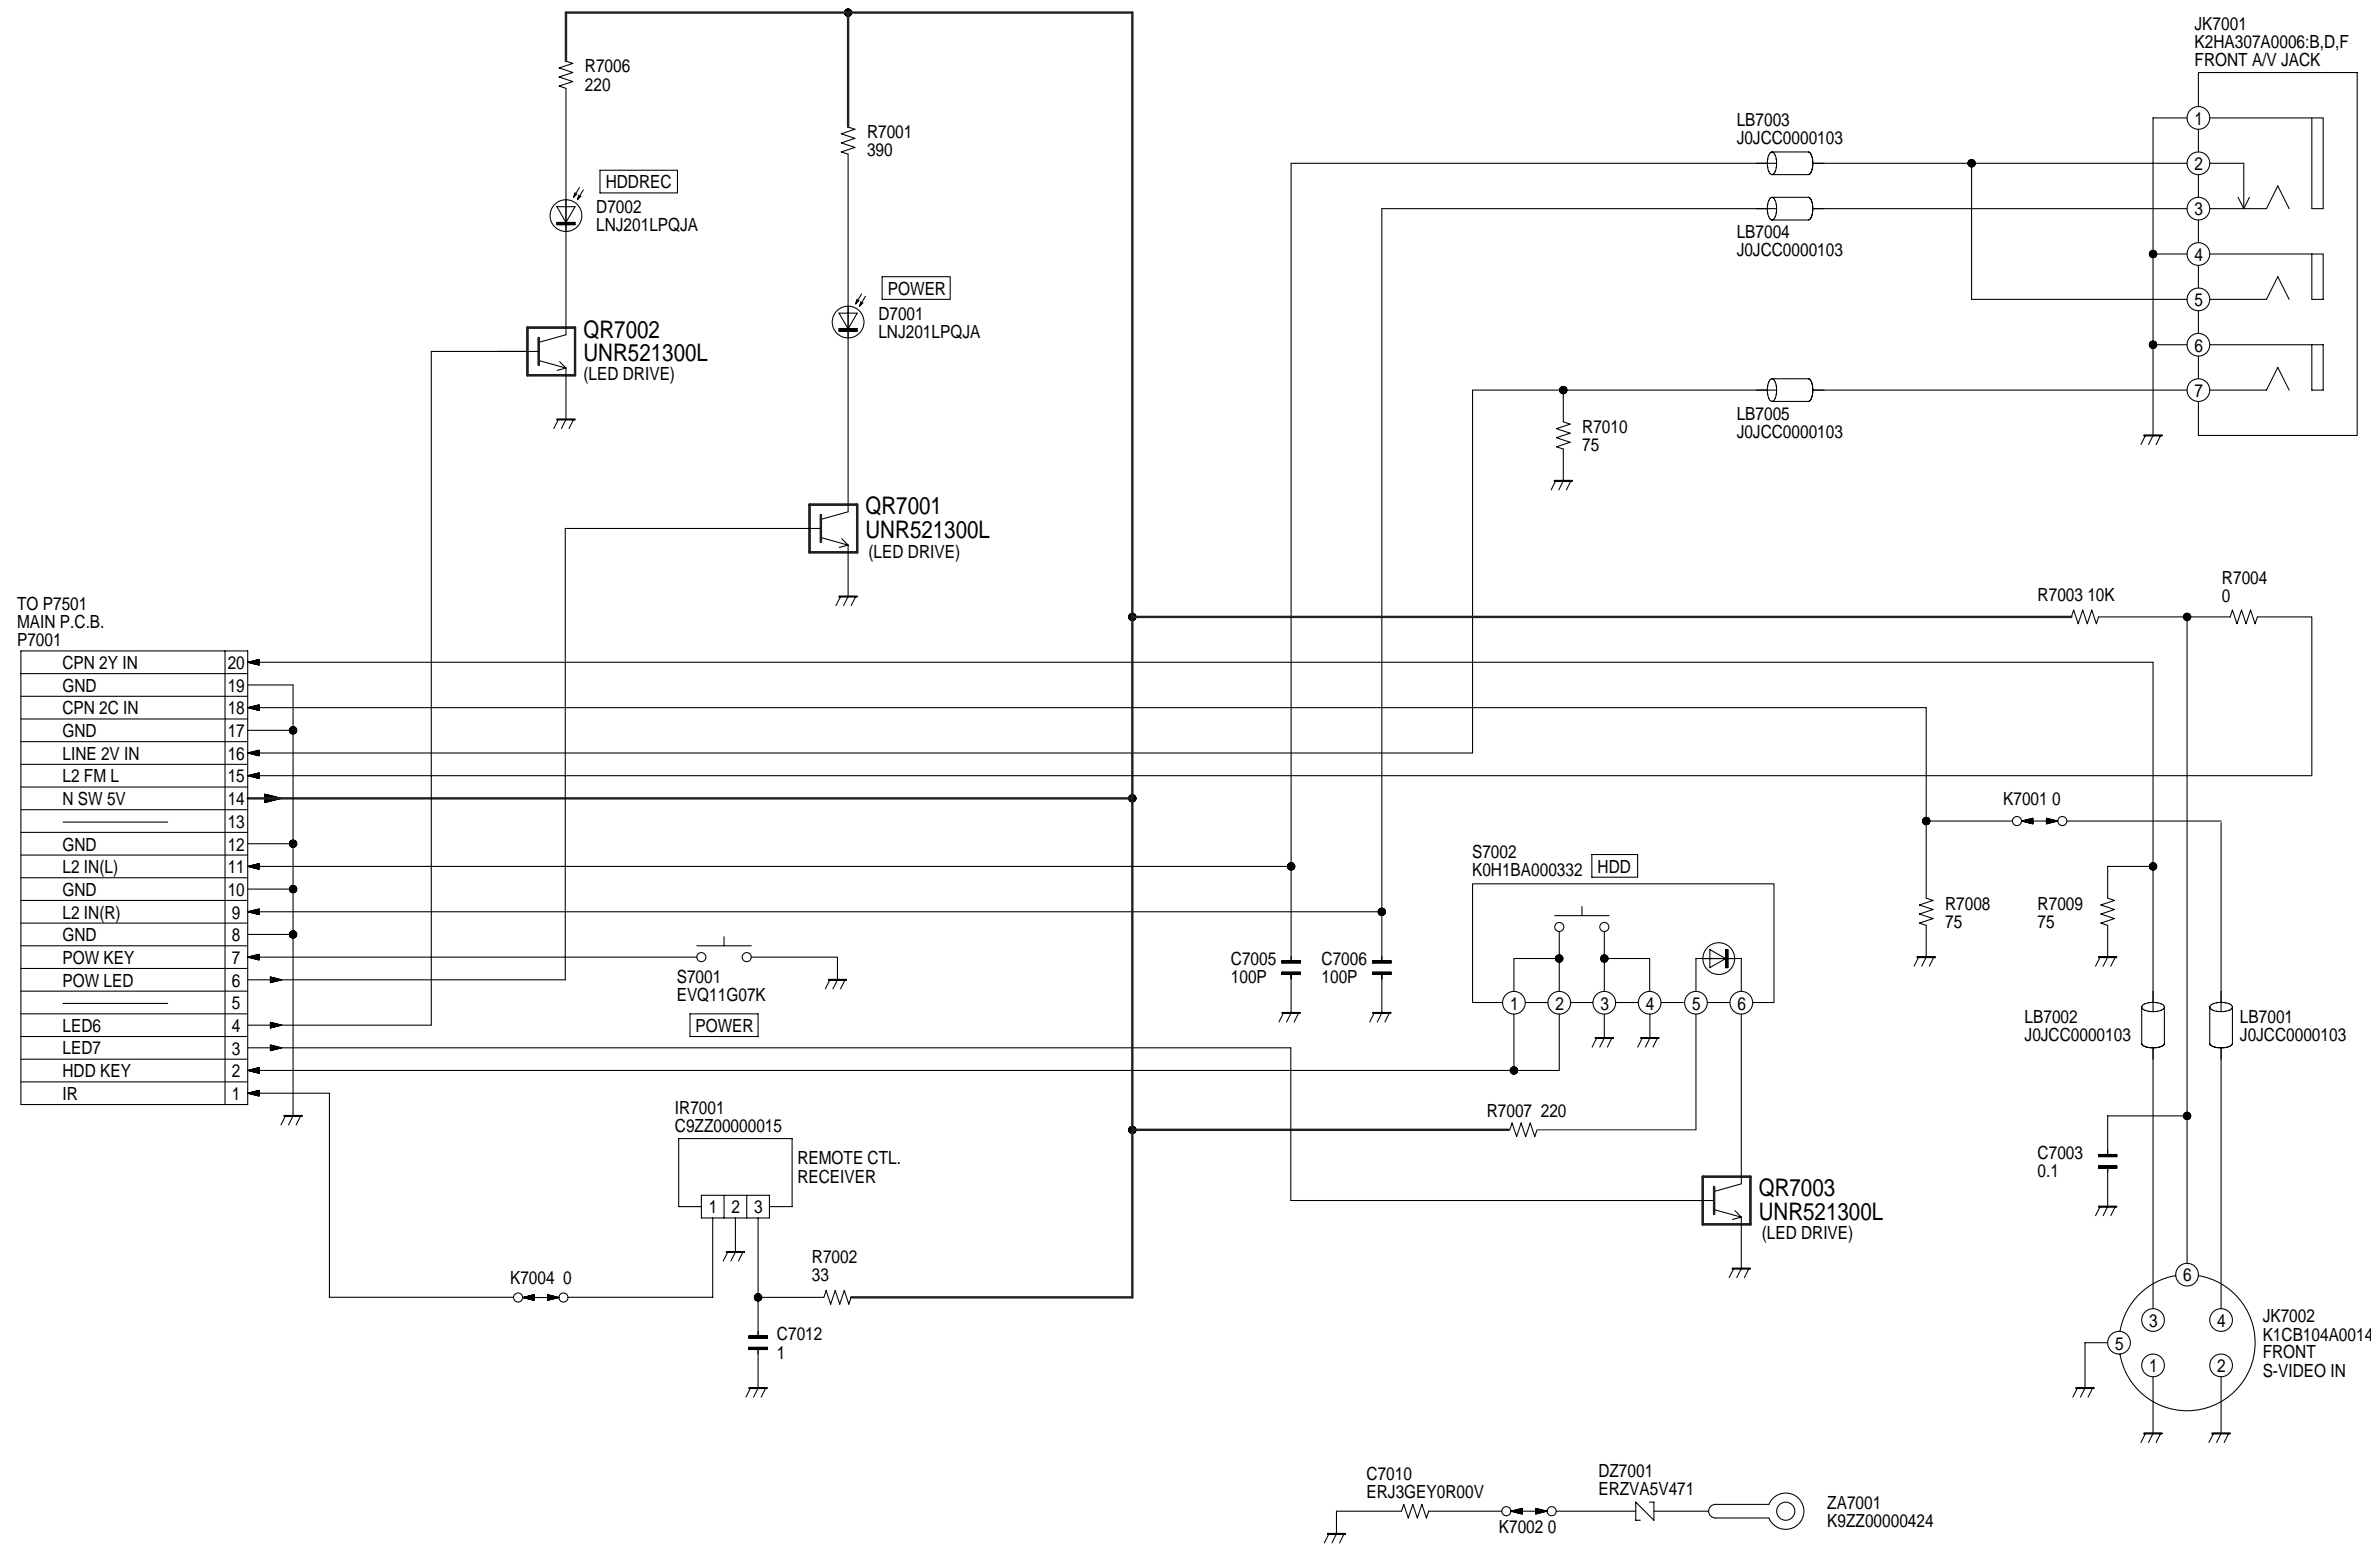 R7006
220
R7001
390
HDDREC
D7002
LNJ201LPQJA
POWER
D7001
LNJ201LPQJA
QR7002
UNR521300L
(LED DRIVE)
QR7001
UNR521300L
(LED DRIVE)
JK7001
K2HA307A0006:B,D,F
FRONT A/V JACK
1
2
3
4
5
6
7
LB7003
J0JCC0000103
LB7004
J0JCC0000103
LB7005
J0JCC0000103
R7010
75
R7003 10K
R7004
0
TO P7501
MAIN P.C.B.
P7001
CPN 2Y IN 20
GND 19
CPN 2C IN 18
GND 17
LINE 2V IN 16
L2 FM L 15
N SW 5V 14
13
GND 12
L2 IN(L) 11
GND 10
L2 IN(R) 9
GND 8
POW KEY 7
POW LED 6
5
LED6 4
LED7 3
HDD KEY 2
IR 1
S7001
EVQ11G07K
POWER
C7005
100P
C7006
100P
S7002
K0H1BA000332 HDD
1 2 3 4 5 6
K7001 0
R7008
75
R7009
75
LB7002
J0JCC0000103
LB7001
J0JCC0000103
R7007 220
QR7003
UNR521300L
(LED DRIVE)
C7003
0.1
IR7001
C9ZZ00000015
REMOTE CTL.
RECEIVER
1 2 3
K7004 0
R7002
33
C7012
1
6
3 4
5
1 2
JK7002
K1CB104A0014
FRONT
S-VIDEO IN
C7010
ERJ3GEY0R00V
K7002 0
DZ7001
ERZVA5V471
ZA7001
K9ZZ00000424